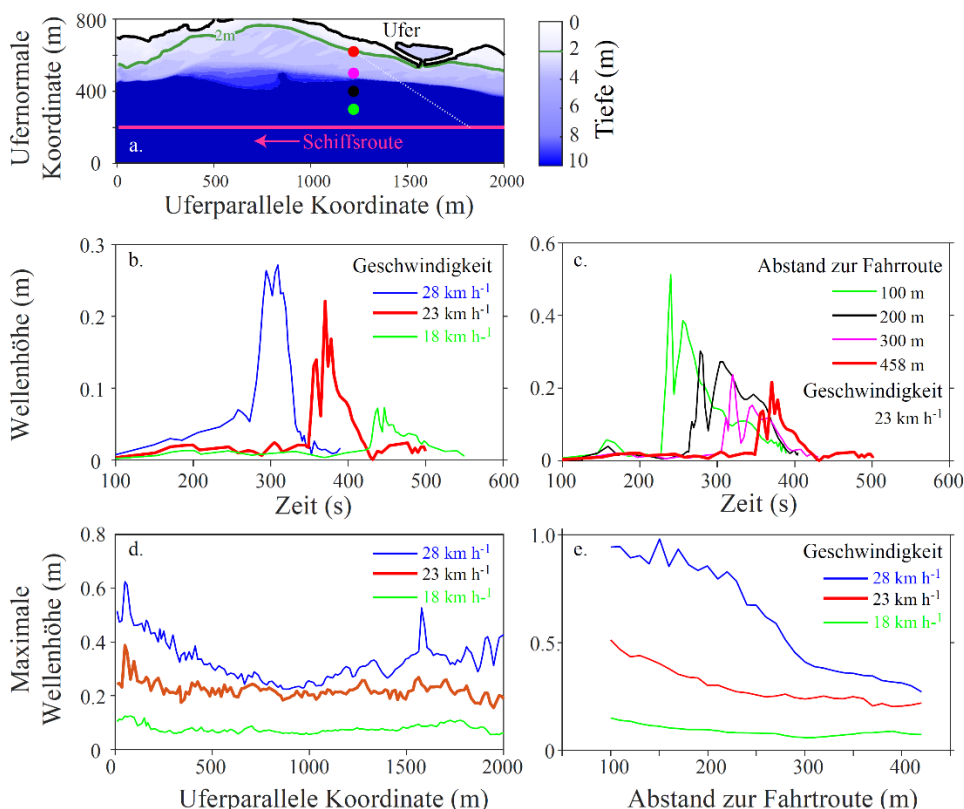 800
600
400
200
0
Ufernormale
Koordinate (m)
2m
Ufer
Schiffsroute
a.
0 500 1000 1500 2000
Uferparallele Koordinate (m)
0
2
4
6
8
10
Tiefe (m)
b.
Geschwindigkeit
28 km h-1
23 km h-1
18 km h-1
0.3
0.2
0.1
0
Wellenhöhe (m)
100 200 300 400 500 600
Zeit (s)
c.
Abstand zur Fahrroute
100 m
200 m
300 m
458 m
Geschwindigkeit
23 km h-1
0.6
0.4
0.2
0
100 200 300 400 500 600
Zeit (s)
d.
28 km h-1
23 km h-1
18 km h-1
0.8
0.6
0.4
0.2
0
Maximale
Wellenhöhe (m)
0 500 1000 1500 2000
Uferparallele Koordinate (m)
e.
Geschwindigkeit
28 km h-1
23 km h-1
18 km h-1
1.0
0.5
0
100 200 300 400
Abstand zur Fahrtroute (m)